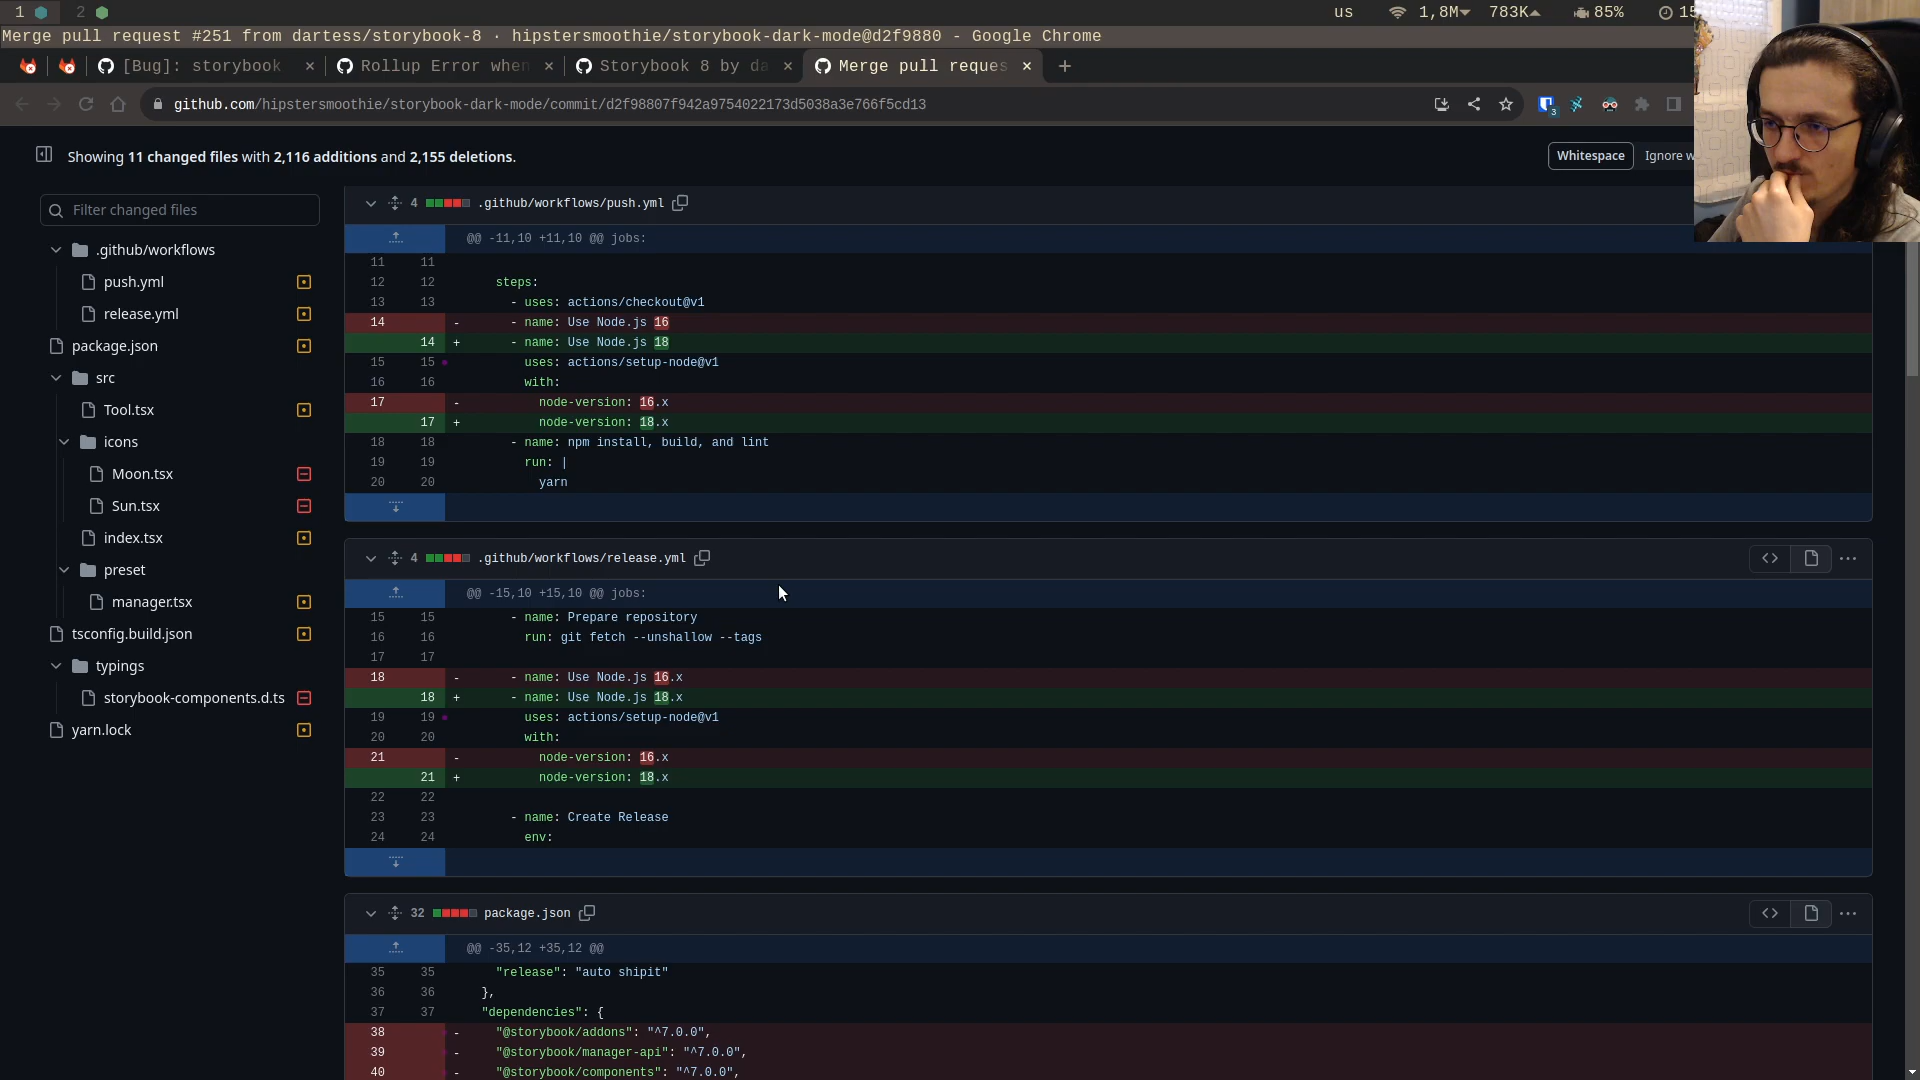 1 2 us 1,8M 783K 85% 15
Merge pull request #251 from dartess/storybook-8 · hipstersmoothie/storybook-dark-mode@d2f9880 - Google Chrome
[Bug]: storybook × Rollup Error when × Storybook 8 by da × Merge pull reques × +
github.com/hipstersmoothie/storybook-dark-mode/commit/d2f98807f942a9754022173d5038a3e766f5cd13 3
Showing 11 changed files with 2,116 additions and 2,155 deletions.
Whitespace Ignore w
Filter changed files
.github/workflows
push.yml
release.yml
package.json
src
Tool.tsx
icons
Moon.tsx
Sun.tsx
index.tsx
preset
manager.tsx
tsconfig.build.json
typings
storybook-components.d.ts
yarn.lock
4 .github/workflows/push.yml
@@ -11,10 +11,10 @@ jobs:
11 11
12 12 steps:
13 13 - uses: actions/checkout@v1
14 - - name: Use Node.js 16
14 + - name: Use Node.js 18
15 15 uses: actions/setup-node@v1
16 16 with:
17 - node-version: 16.x
17 + node-version: 18.x
18 18 - name: npm install, build, and lint
19 19 run: |
20 20 yarn
4 .github/workflows/release.yml
@@ -15,10 +15,10 @@ jobs:
15 15 - name: Prepare repository
16 16 run: git fetch --unshallow --tags
17 17
18 - - name: Use Node.js 16.x
18 + - name: Use Node.js 18.x
19 19 uses: actions/setup-node@v1
20 20 with:
21 - node-version: 16.x
21 + node-version: 18.x
22 22
23 23 - name: Create Release
24 24 env:
32 package.json
@@ -35,12 +35,12 @@
35 35 "release": "auto shipit"
36 36 },
37 37 "dependencies": {
38 - "@storybook/addons": "^7.0.0",
39 - "@storybook/manager-api": "^7.0.0",
40 - "@storybook/components": "^7.0.0",